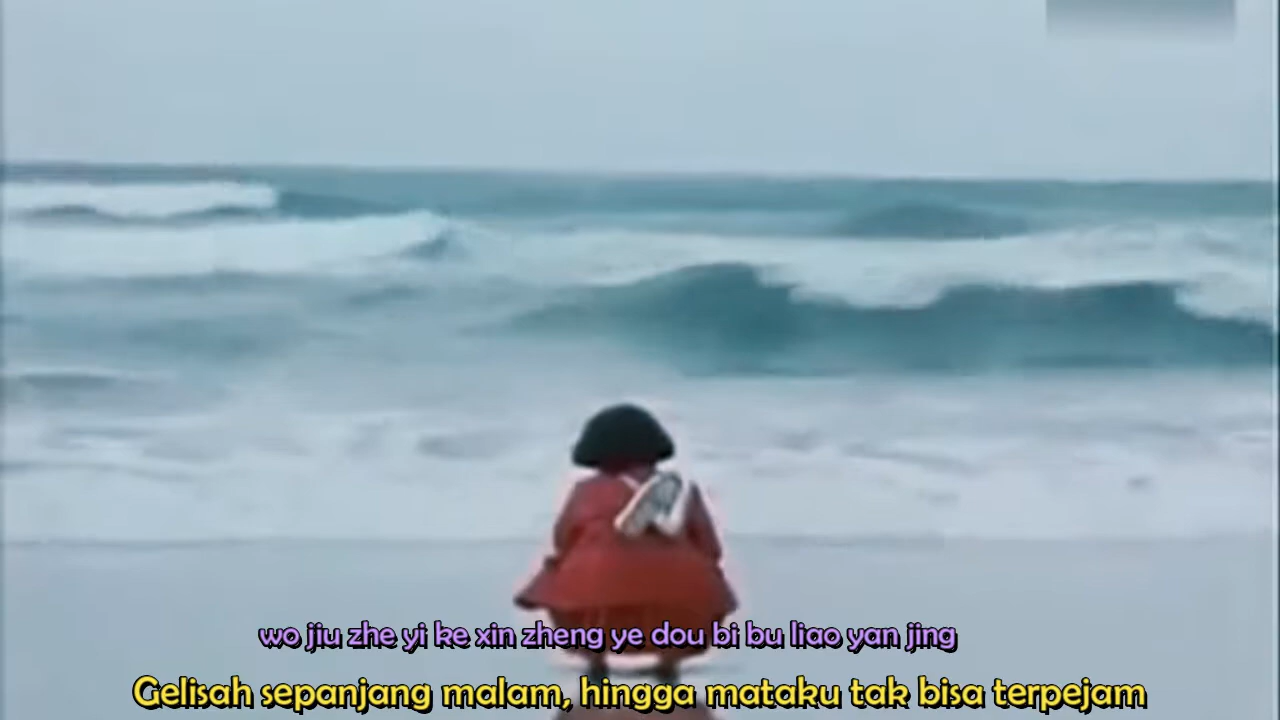 wo jiu zhe yi ke xin zheng ye dou bi bu liao yan jing
Gelisah sepanjang malam, hingga mataku tak bisa terpejam